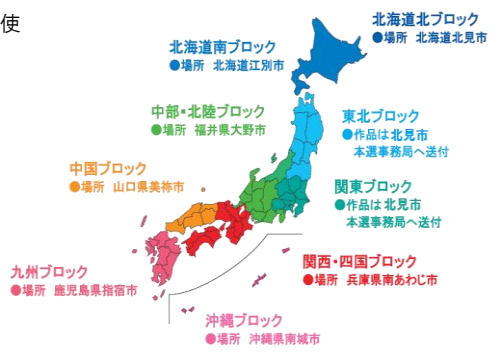 使
北海道北ブロック
●場所 北海道北見市
北海道南ブロック
●場所 北海道江別市
中部・北陸ブロック
●場所 福井県大野市
東北ブロック
●作品は北見市
本選事務局へ送付
中国ブロック
●場所 山口県美祢市
関東ブロック
●作品は北見市
本選事務局へ送付
九州ブロック
●場所 鹿児島県指宿市
関西・四国ブロック
●場所 兵庫県南あわじ市
沖縄ブロック
●場所 沖縄県南城市